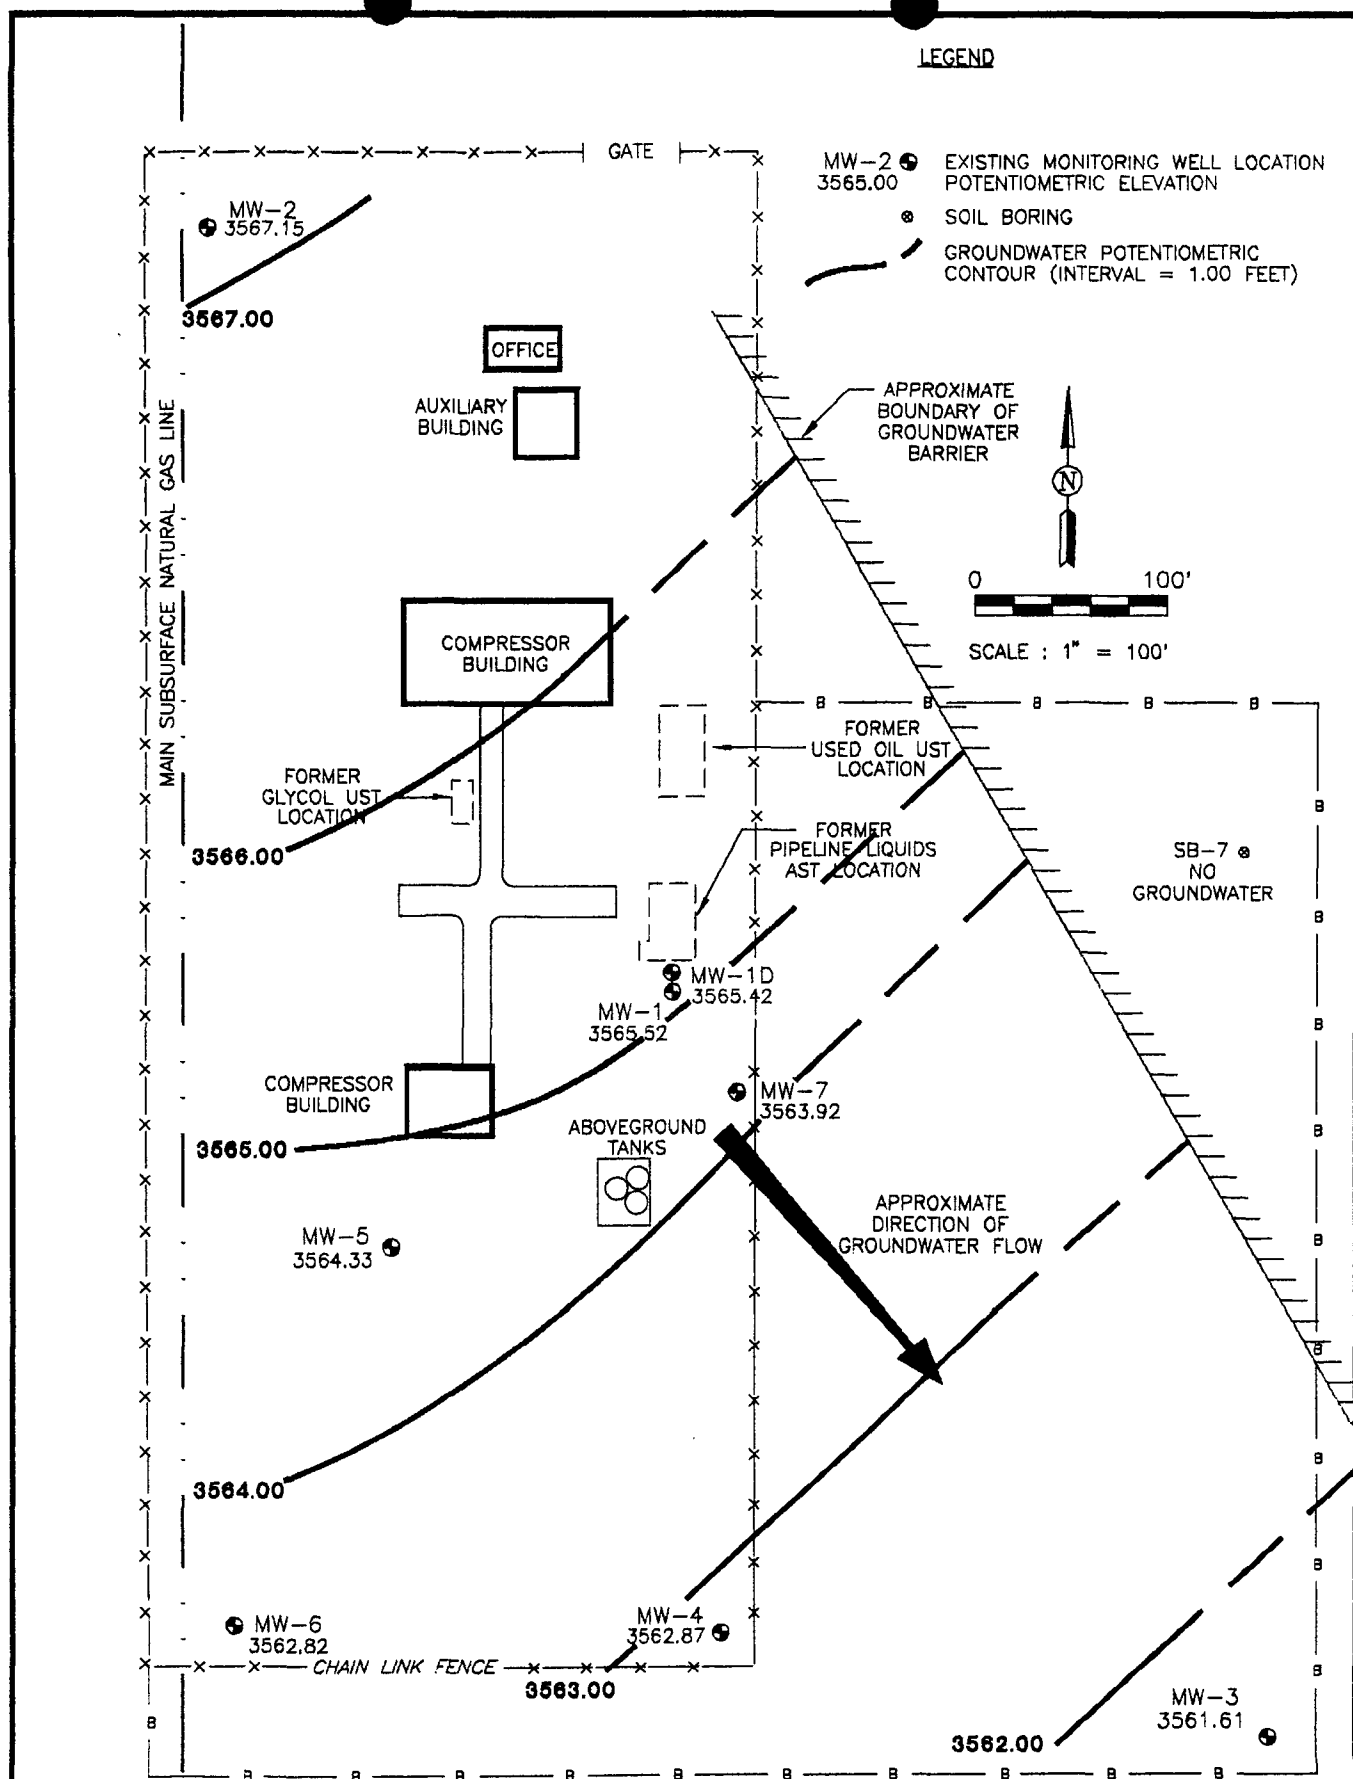 LEGEND
GATE
MW-2
3565.00
EXISTING MONITORING WELL LOCATION
POTENTIOMETRIC ELEVATION
SOIL BORING
GROUNDWATER POTENTIOMETRIC
CONTOUR (INTERVAL = 1.00 FEET)
MW-2
3567.15
3567.00
OFFICE
AUXILIARY
BUILDING
APPROXIMATE
BOUNDARY OF
GROUNDWATER
BARRIER
N
0 100'
SCALE : 1" = 100'
MAIN SUBSURFACE NATURAL GAS LINE
COMPRESSOR
BUILDING
FORMER
USED OIL UST
LOCATION
FORMER
GLYCOL UST
LOCATION
3566.00
FORMER
PIPELINE LIQUIDS
AST LOCATION
SB-7
NO
GROUNDWATER
MW-1D
3565.42
MW-1
3565.52
COMPRESSOR
BUILDING
MW-7
3563.92
ABOVEGROUND
TANKS
3565.00
MW-5
3564.33
APPROXIMATE
DIRECTION OF
GROUNDWATER FLOW
3564.00
MW-6
3562.82
MW-4
3562.87
CHAIN LINK FENCE
3563.00
MW-3
3561.61
3562.00